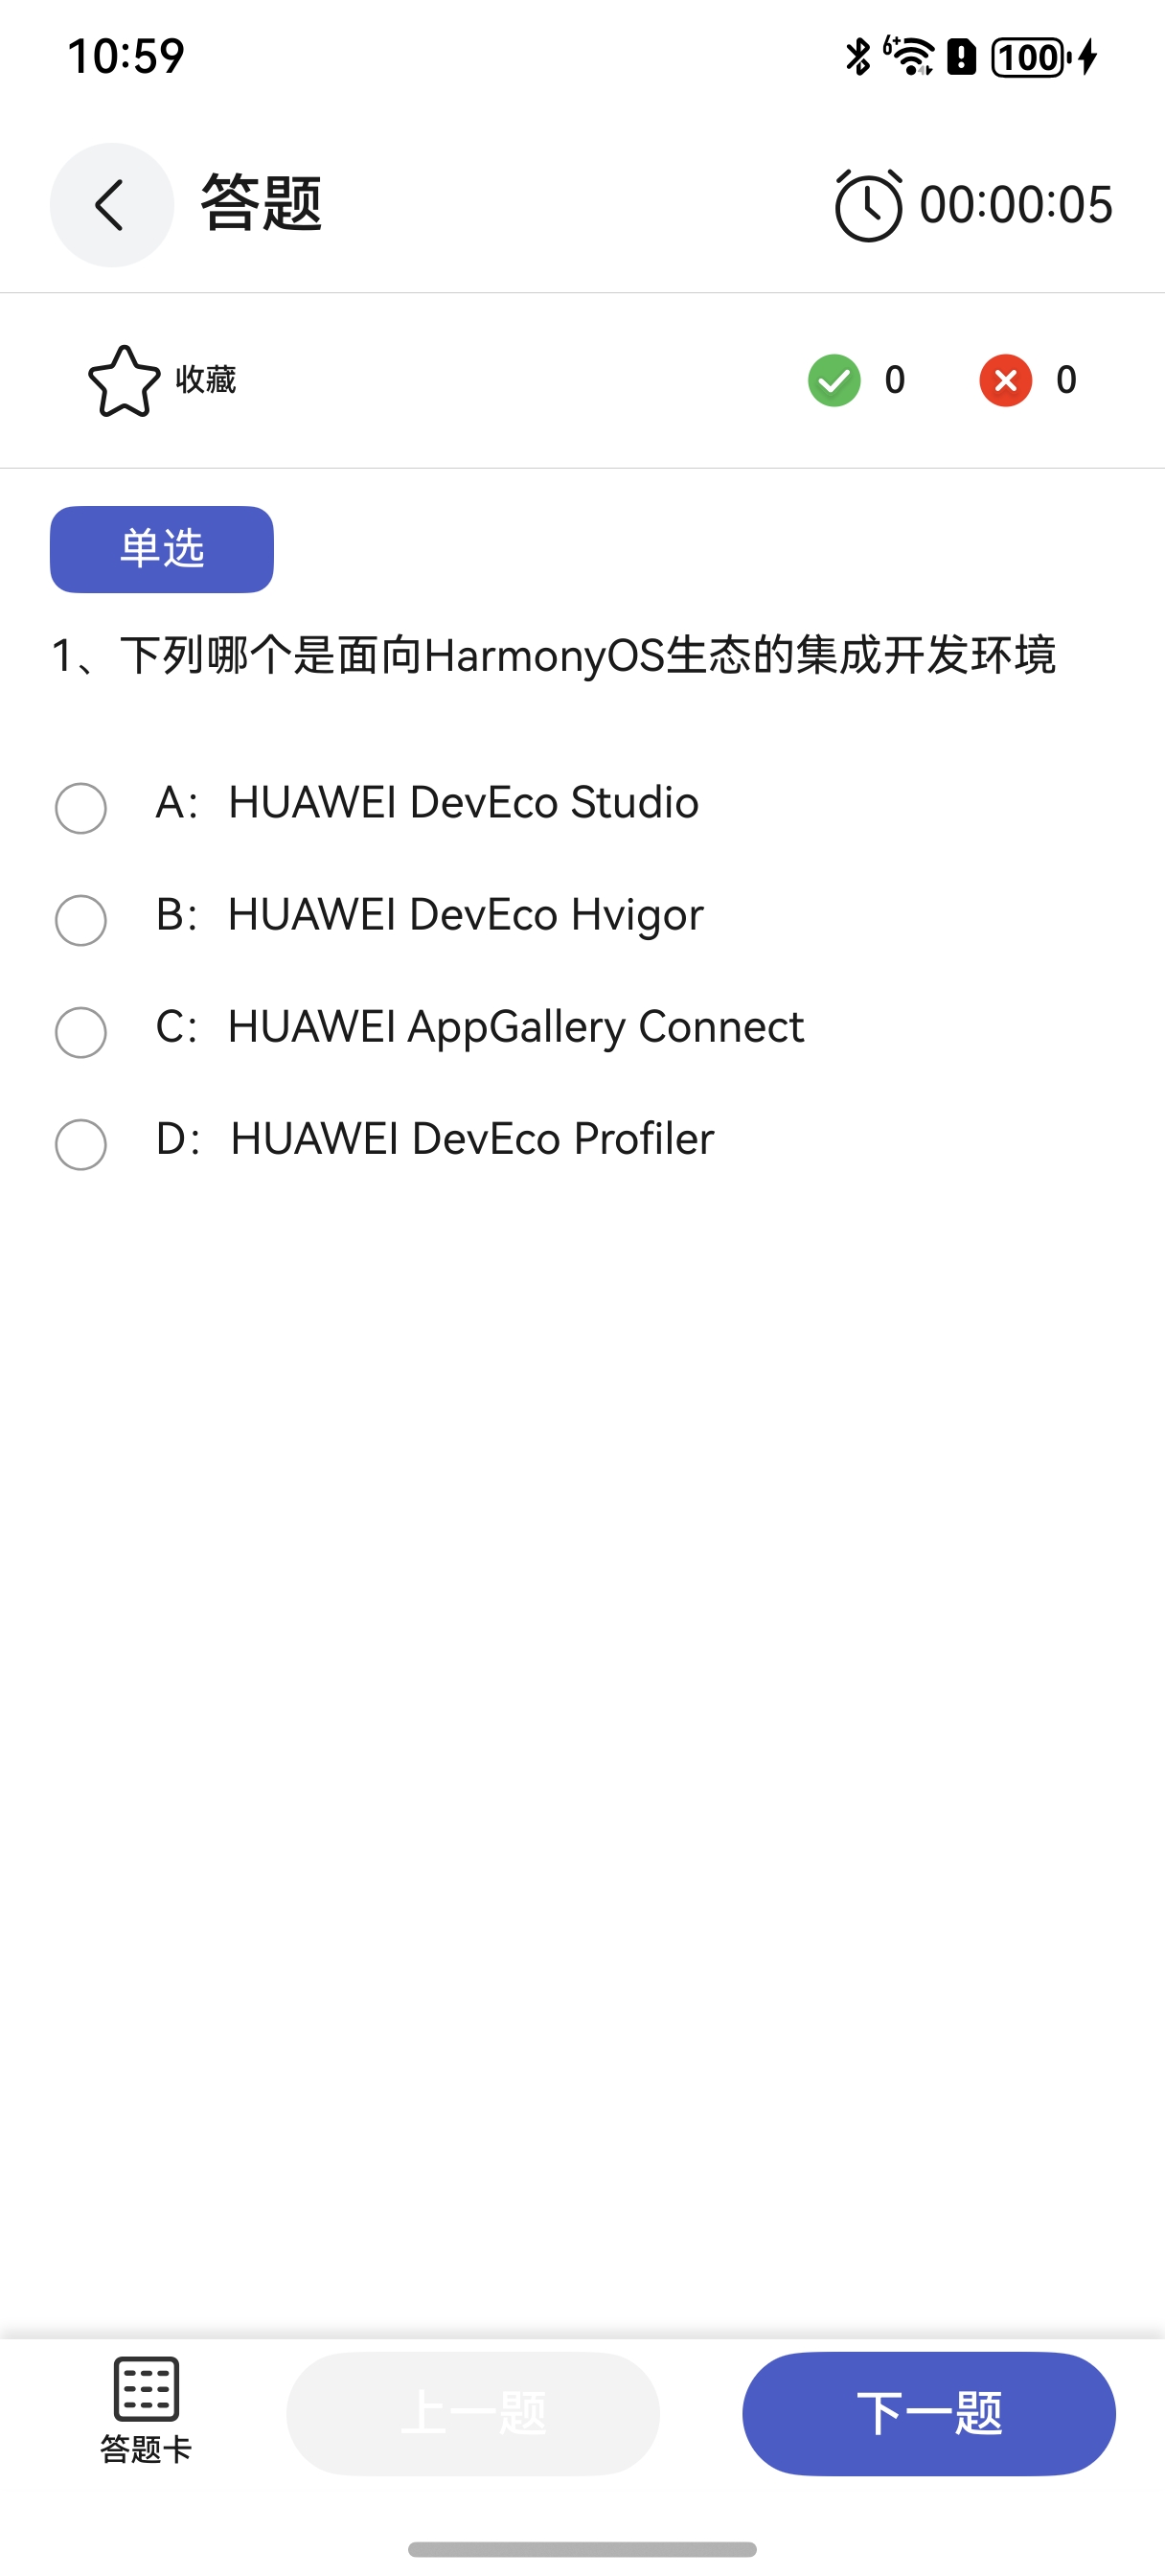 10:59
6+
100
答题
00:00:05
收藏
0
0
单选
1、下列哪个是面向HarmonyOS生态的集成开发环境
A： HUAWEI DevEco Studio
B： HUAWEI DevEco Hvigor
C： HUAWEI AppGallery Connect
D： HUAWEI DevEco Profiler
答题卡
上一题
下一题